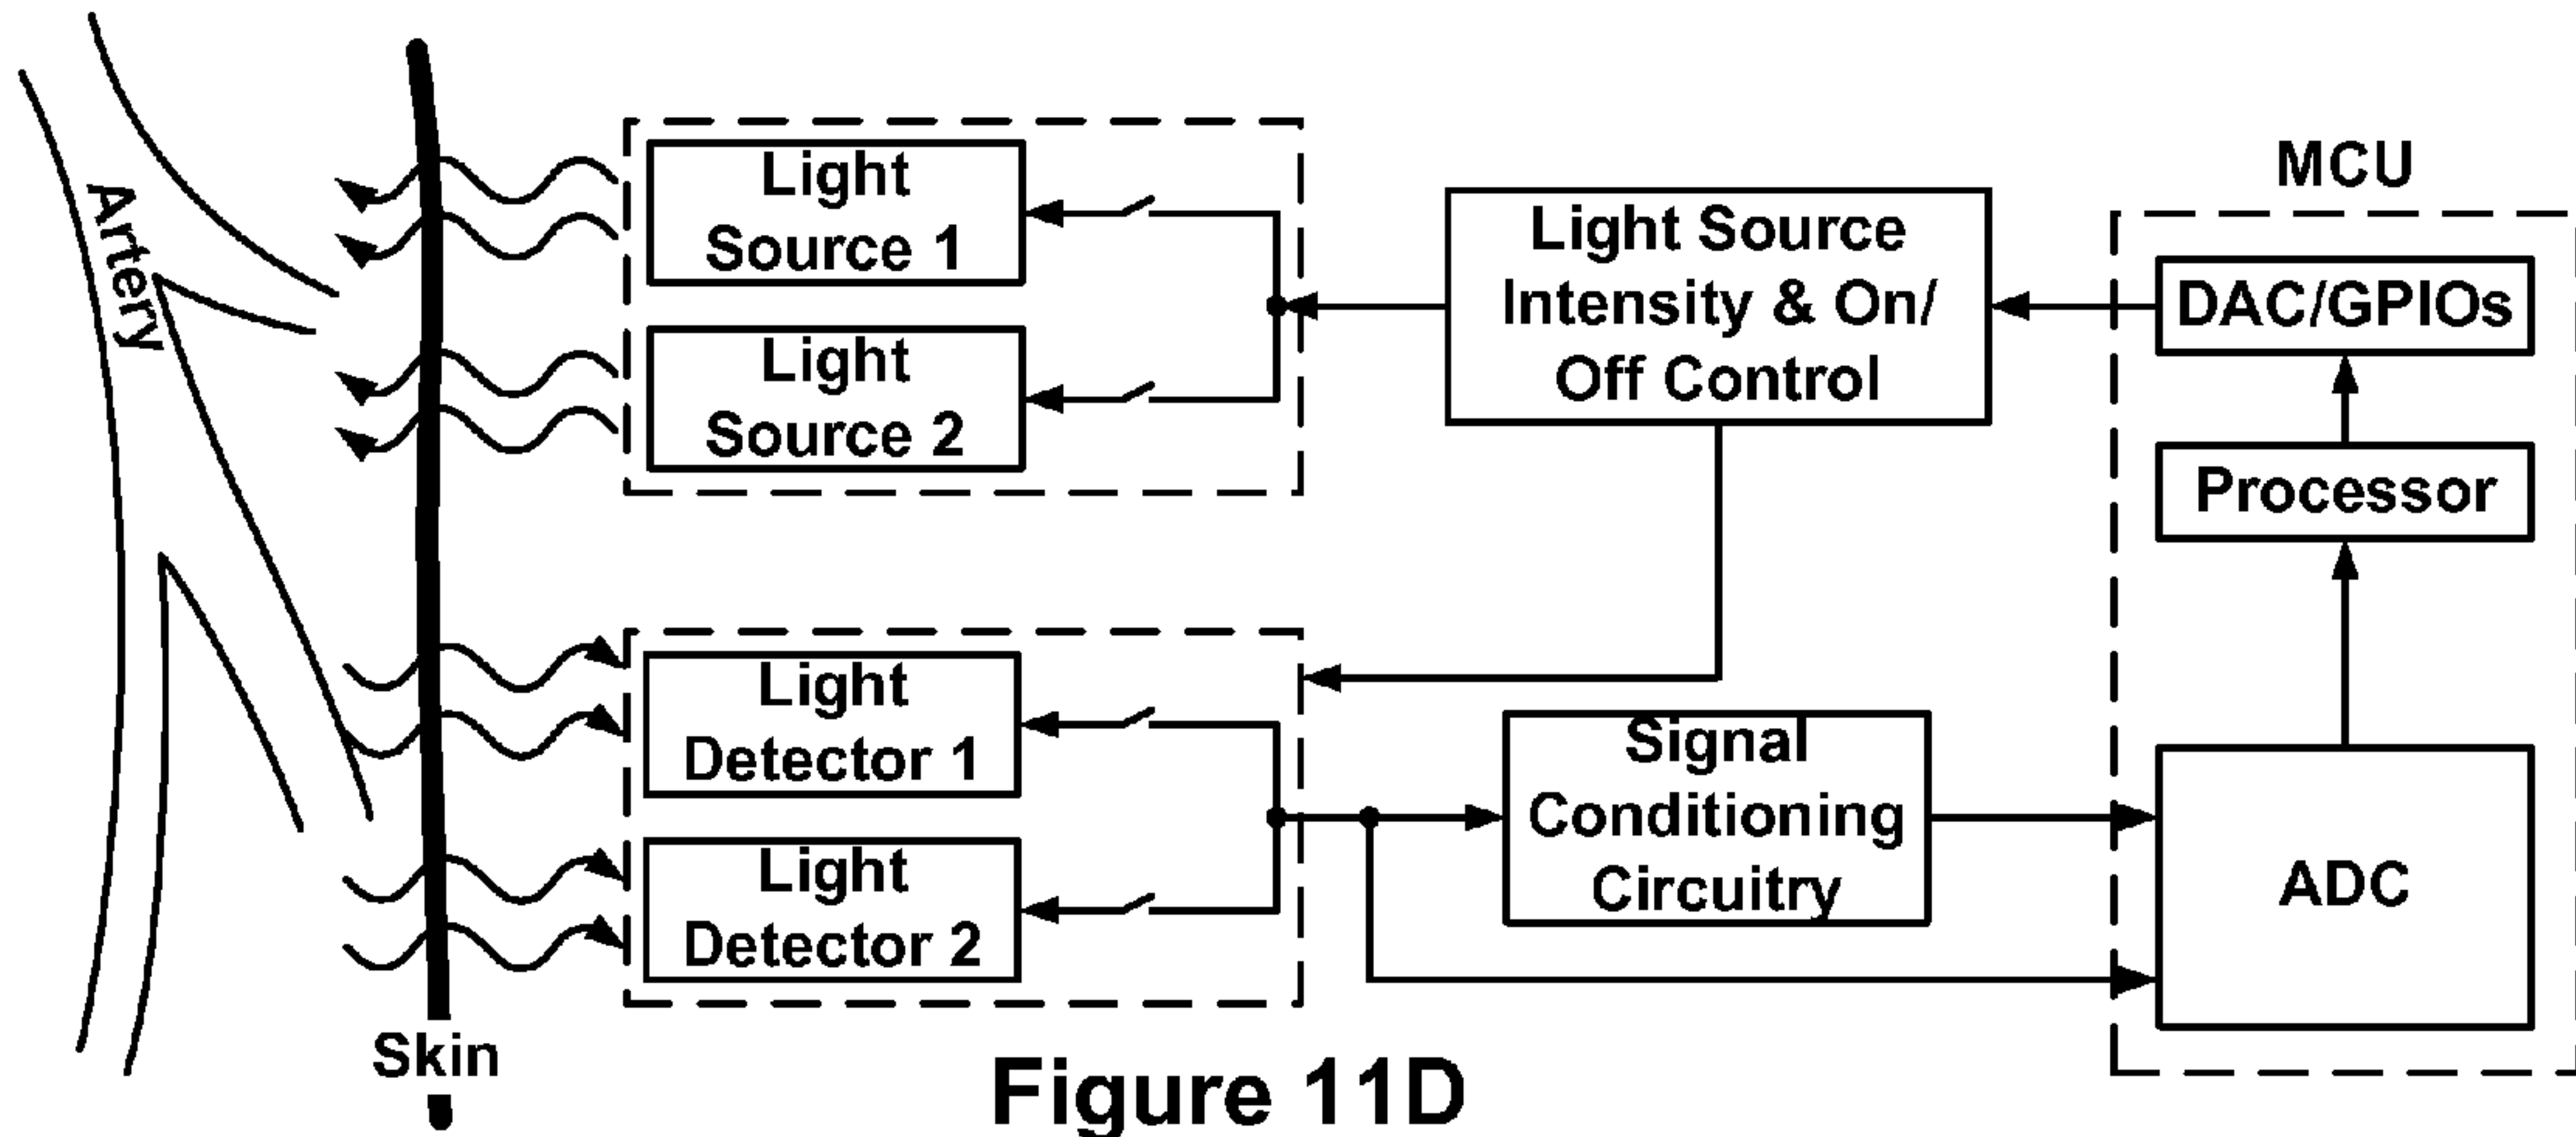 Artery
Light
Source 1
Light
Source 2
Light Source
Intensity & On/
Off Control
MCU
DAC/GPIOs
Processor
ADC
Light
Detector 1
Light
Detector 2
Signal
Conditioning
Circuitry
Skin
Figure 11D